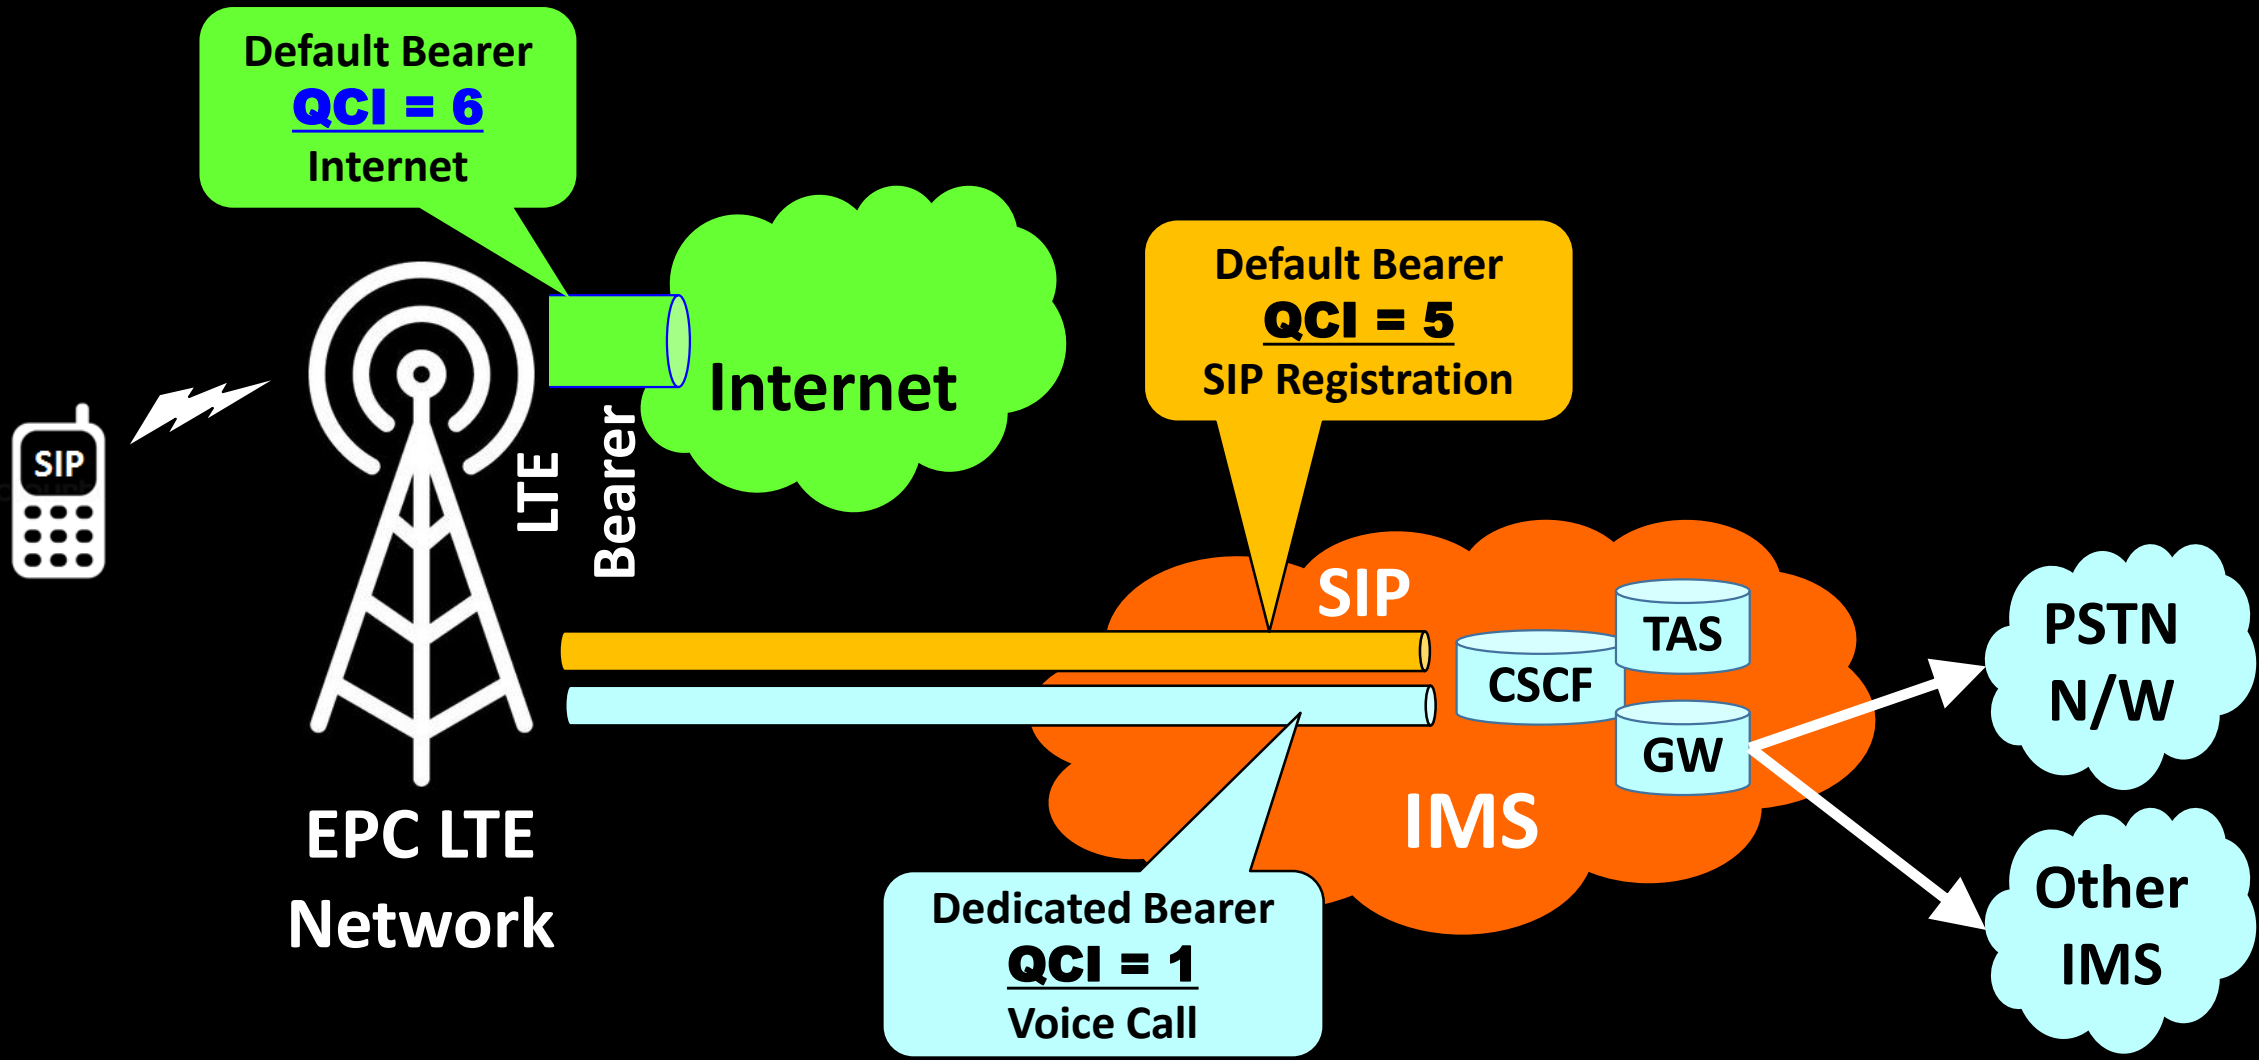 Default Bearer
QCI = 6
Internet
Internet
Default Bearer
QCI = 5
SIP Registration
SIP
LTE
Bearer
SIP
TAS
CSCF
GW
IMS
PSTN
N/W
Other
IMS
EPC LTE
Network
Dedicated Bearer
QCI = 1
Voice Call